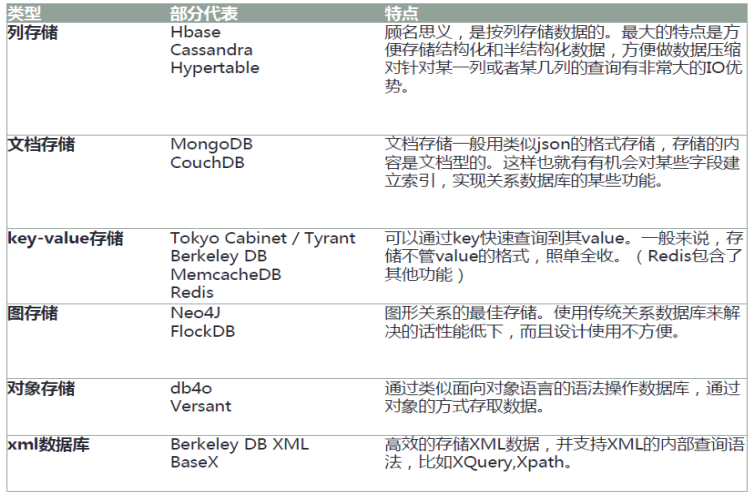 类型 部分代表 特点
列存储 Hbase 顾名思义，是按列存储数据的。最大的特点是方
Cassandra 便存储结构化和半结构化数据，方便做数据压缩
Hypertable 对针对某一列或者某几列的查询有非常大的IO优
势。
文档存储 MongoDB 文档存储一般用类似json的格式存储，存储的内
CouchDB 容是文档型的。这样也就有有机会对某些字段建
立索引，实现关系数据库的某些功能。
key-value存储 Tokyo Cabinet / Tyrant 可以通过key快速查询到其value。一般来说，存
Berkeley DB 储不管value的格式，照单全收。（Redis包含了
MemcacheDB 其他功能）
Redis
图存储 Neo4J 图形关系的最佳存储。使用传统关系数据库来解
FlockDB 决的话性能低下，而且设计使用不方便。
对象存储 db4o 通过类似面向对象语言的语法操作数据库，通过
Versant 对象的方式存取数据。
xml数据库 Berkeley DB XML 高效的存储XML数据，并支持XML的内部查询语
BaseX 法，比如XQuery,Xpath。